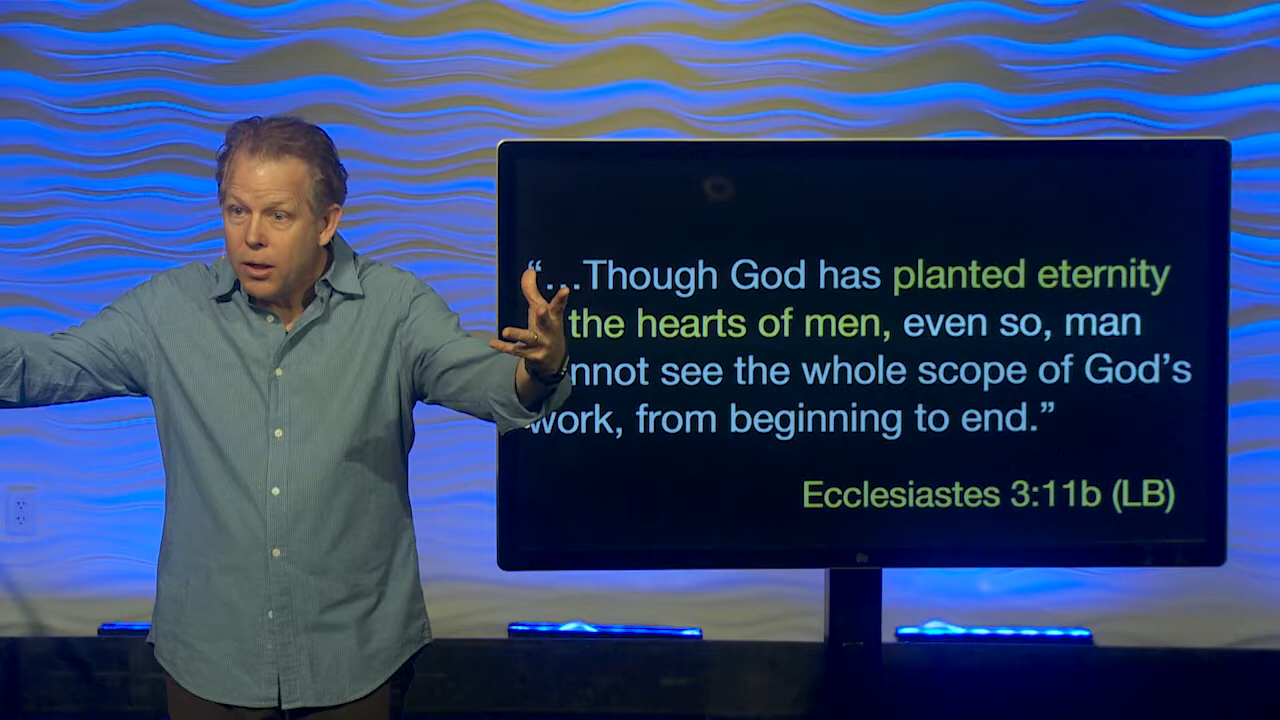 “…Though God has planted eternity
the hearts of men, even so, man
nnot see the whole scope of God’s
work, from beginning to end.”
Ecclesiastes 3:11b (LB)